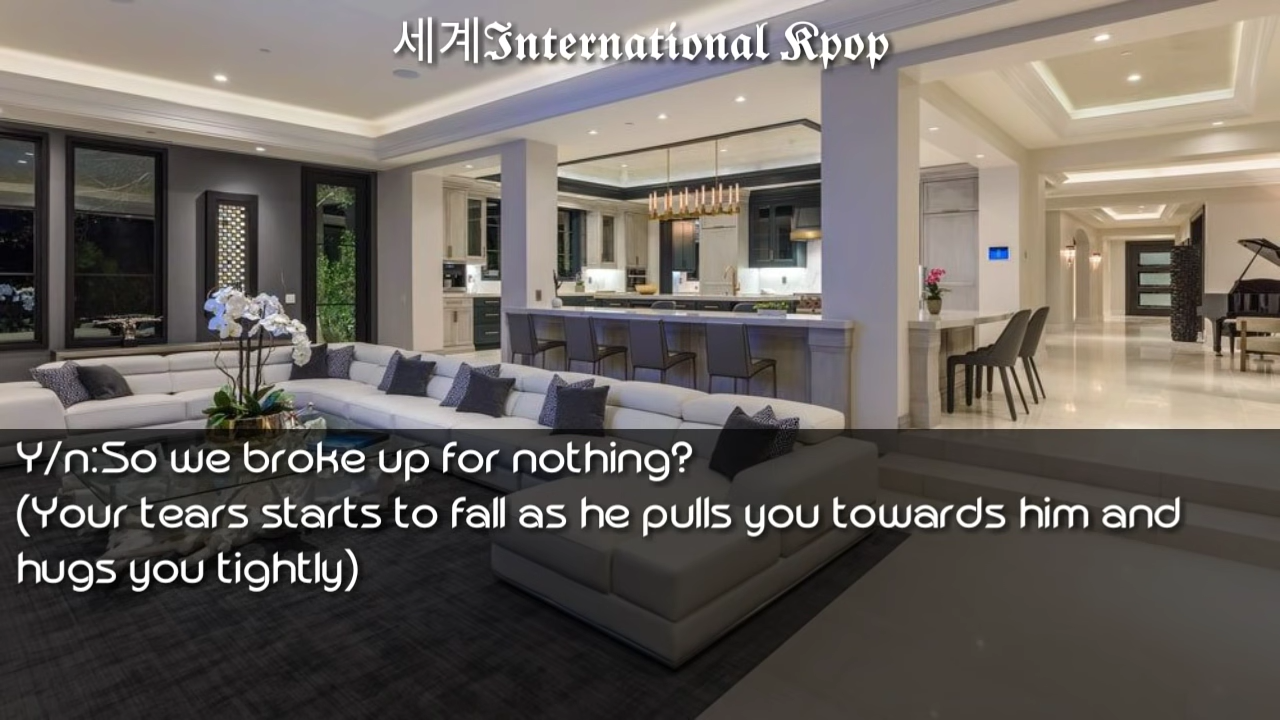 세계International Kpop
Y/n:So we broke up for nothing?
(Your tears starts to fall as he pulls you towards him and
hugs you tightly)